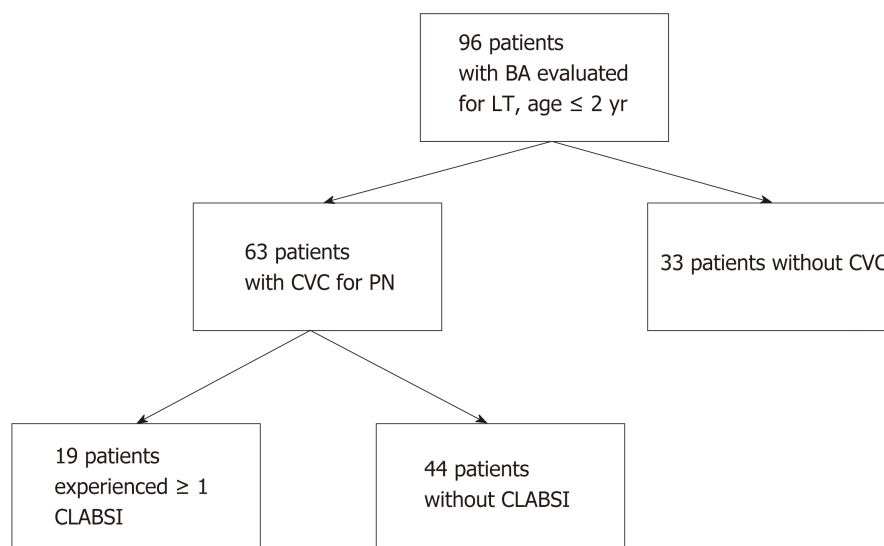 96 patients
with BA evaluated
for LT, age ≤ 2 yr
63 patients
with CVC for PN
33 patients without CVC
19 patients
experienced ≥ 1
CLABSI
44 patients
without CLABSI